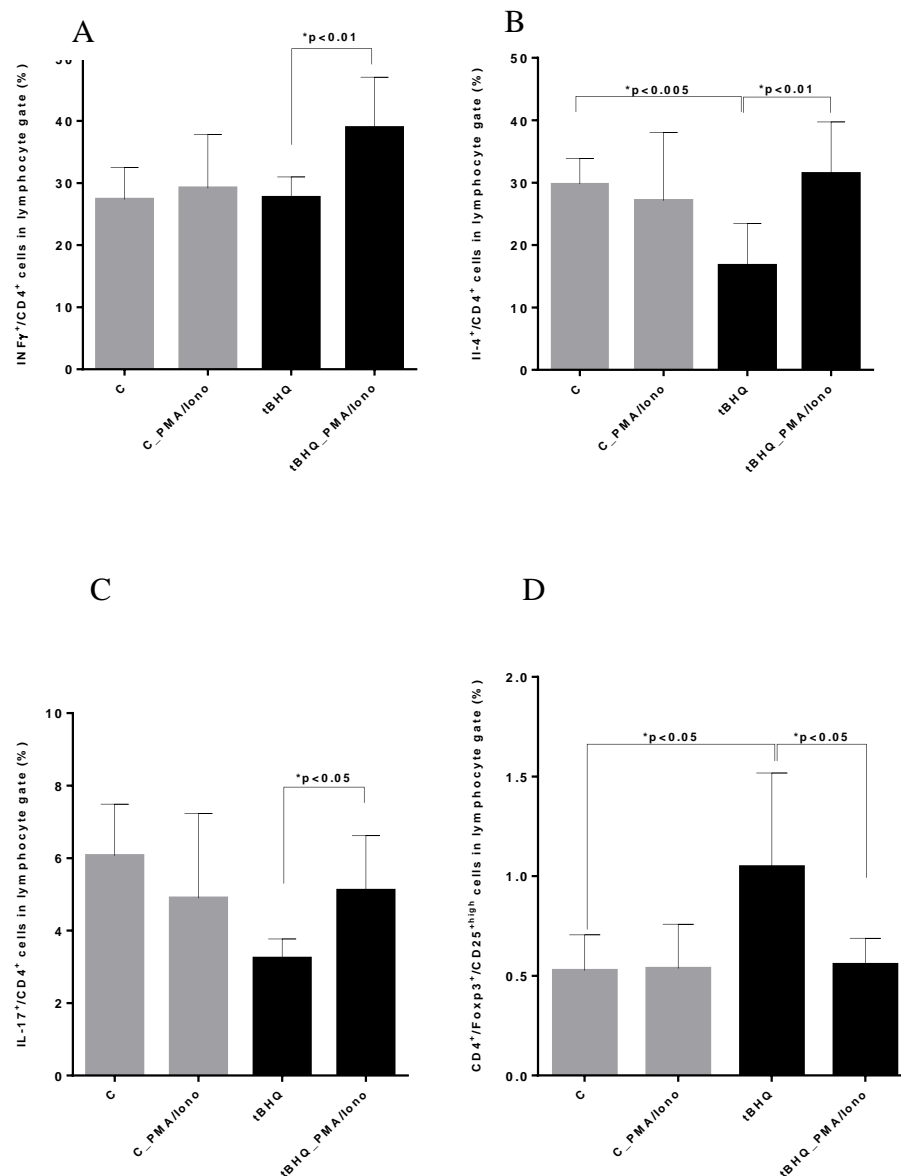 A
*p<0.01
INFγ⁺/CD4⁺ cells in lymphocyte gate (%)
40
30
20
10
0
C
C_PMA/Iono
tBHQ
tBHQ_PMA/Iono
B
*p<0.005
*p<0.01
Il-4⁺/CD4⁺ cells in lymphocyte gate (%)
50
40
30
20
10
0
C
C_PMA/Iono
tBHQ
tBHQ_PMA/Iono
C
*p<0.05
IL-17⁺/CD4⁺ cells in lymphocyte gate (%)
10
8
6
4
2
0
C
C_PMA/Iono
tBHQ
tBHQ_PMA/Iono
D
*p<0.05
*p<0.05
CD4⁺/Foxp3⁺/CD25⁺ʰⁱᵍʰ cells in lymphocyte gate (%)
2.0
1.5
1.0
0.5
0.0
C
C_PMA/Iono
tBHQ
tBHQ_PMA/Iono